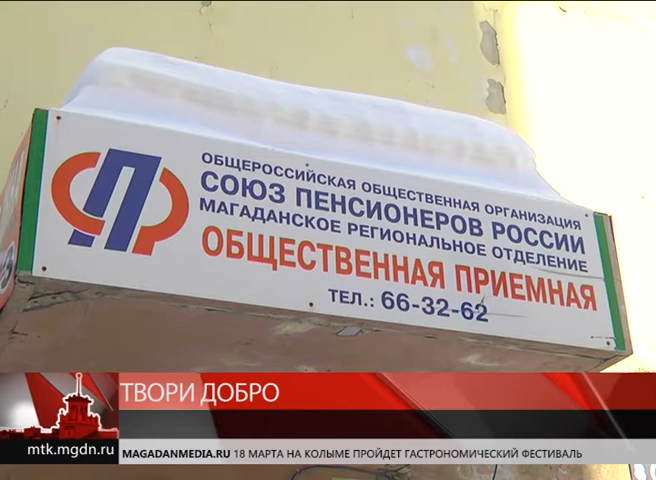 ОБЩЕРОССИЙСКАЯ ОБЩЕСТВЕННАЯ ОРГАНИЗАЦИЯ
СОЮЗ ПЕНСИОНЕРОВ РОССИИ
МАГАДАНСКОЕ РЕГИОНАЛЬНОЕ ОТДЕЛЕНИЕ
ОБЩЕСТВЕННАЯ ПРИЕМНАЯ
ТЕЛ.: 66-32-62
ТВОРИ ДОБРО
mtk.mgdn.ru
MAGADANMEDIA.RU 18 МАРТА НА КОЛЫМЕ ПРОЙДЕТ ГАСТРОНОМИЧЕСКИЙ ФЕСТИВАЛЬ